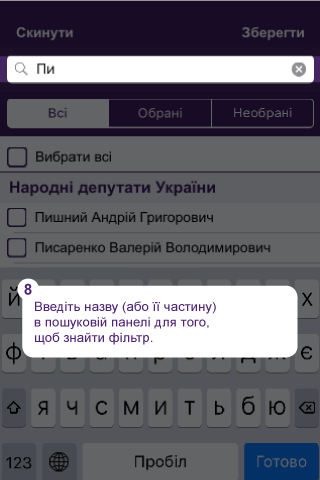 Скинути Зберегти
Пи
Всі Обрані Необрані
Вибрати всі
Народні депутати України
Пишний Андрій Григорович
Писаренко Валерій Володимирович
8
Введіть назву (або її частину)
в пошуковій панелі для того,
щоб знайти фільтр.
й х
ф є
я ч с м и т ь б ю
123 Пробіл Готово